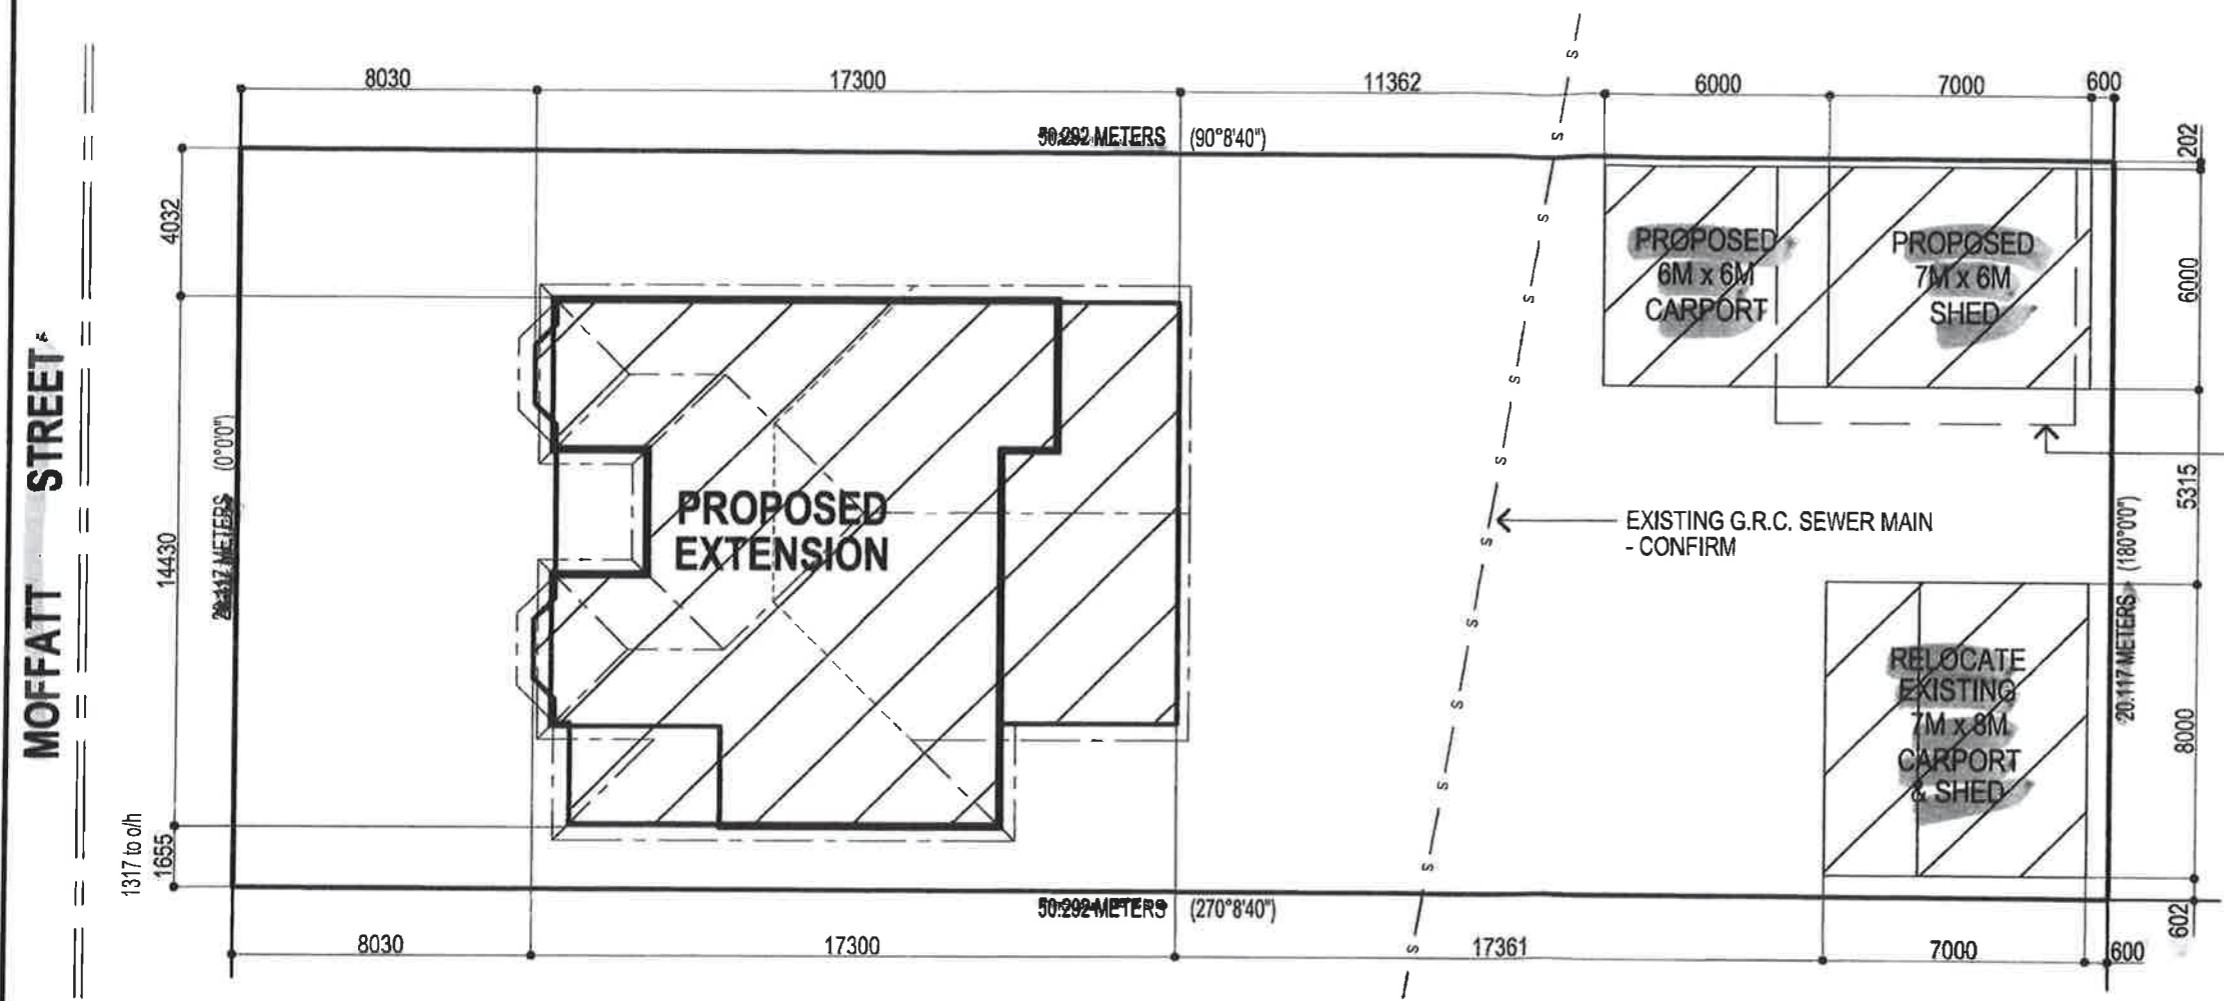 8030
17300
11362
6000
7000
600
50.292 METERS (90°8'40")
202
4032
PROPOSED
6M x 6M
CARPORT
PROPOSED
7M x 6M
SHED
6000
MOFFATT STREET
20.117 METERS (0°0'0")
14430
PROPOSED
EXTENSION
EXISTING G.R.C. SEWER MAIN
- CONFIRM
5315
20.117 METERS (180°0'0")
RELOCATE
EXISTING
7M x 8M
CARPORT
& SHED
8000
1317 to o/h
1655
50.292 METERS (270°8'40")
602
8030
17300
17361
7000
600
S
S
S
S
S
S
S
S
S
S
S
S
S
S